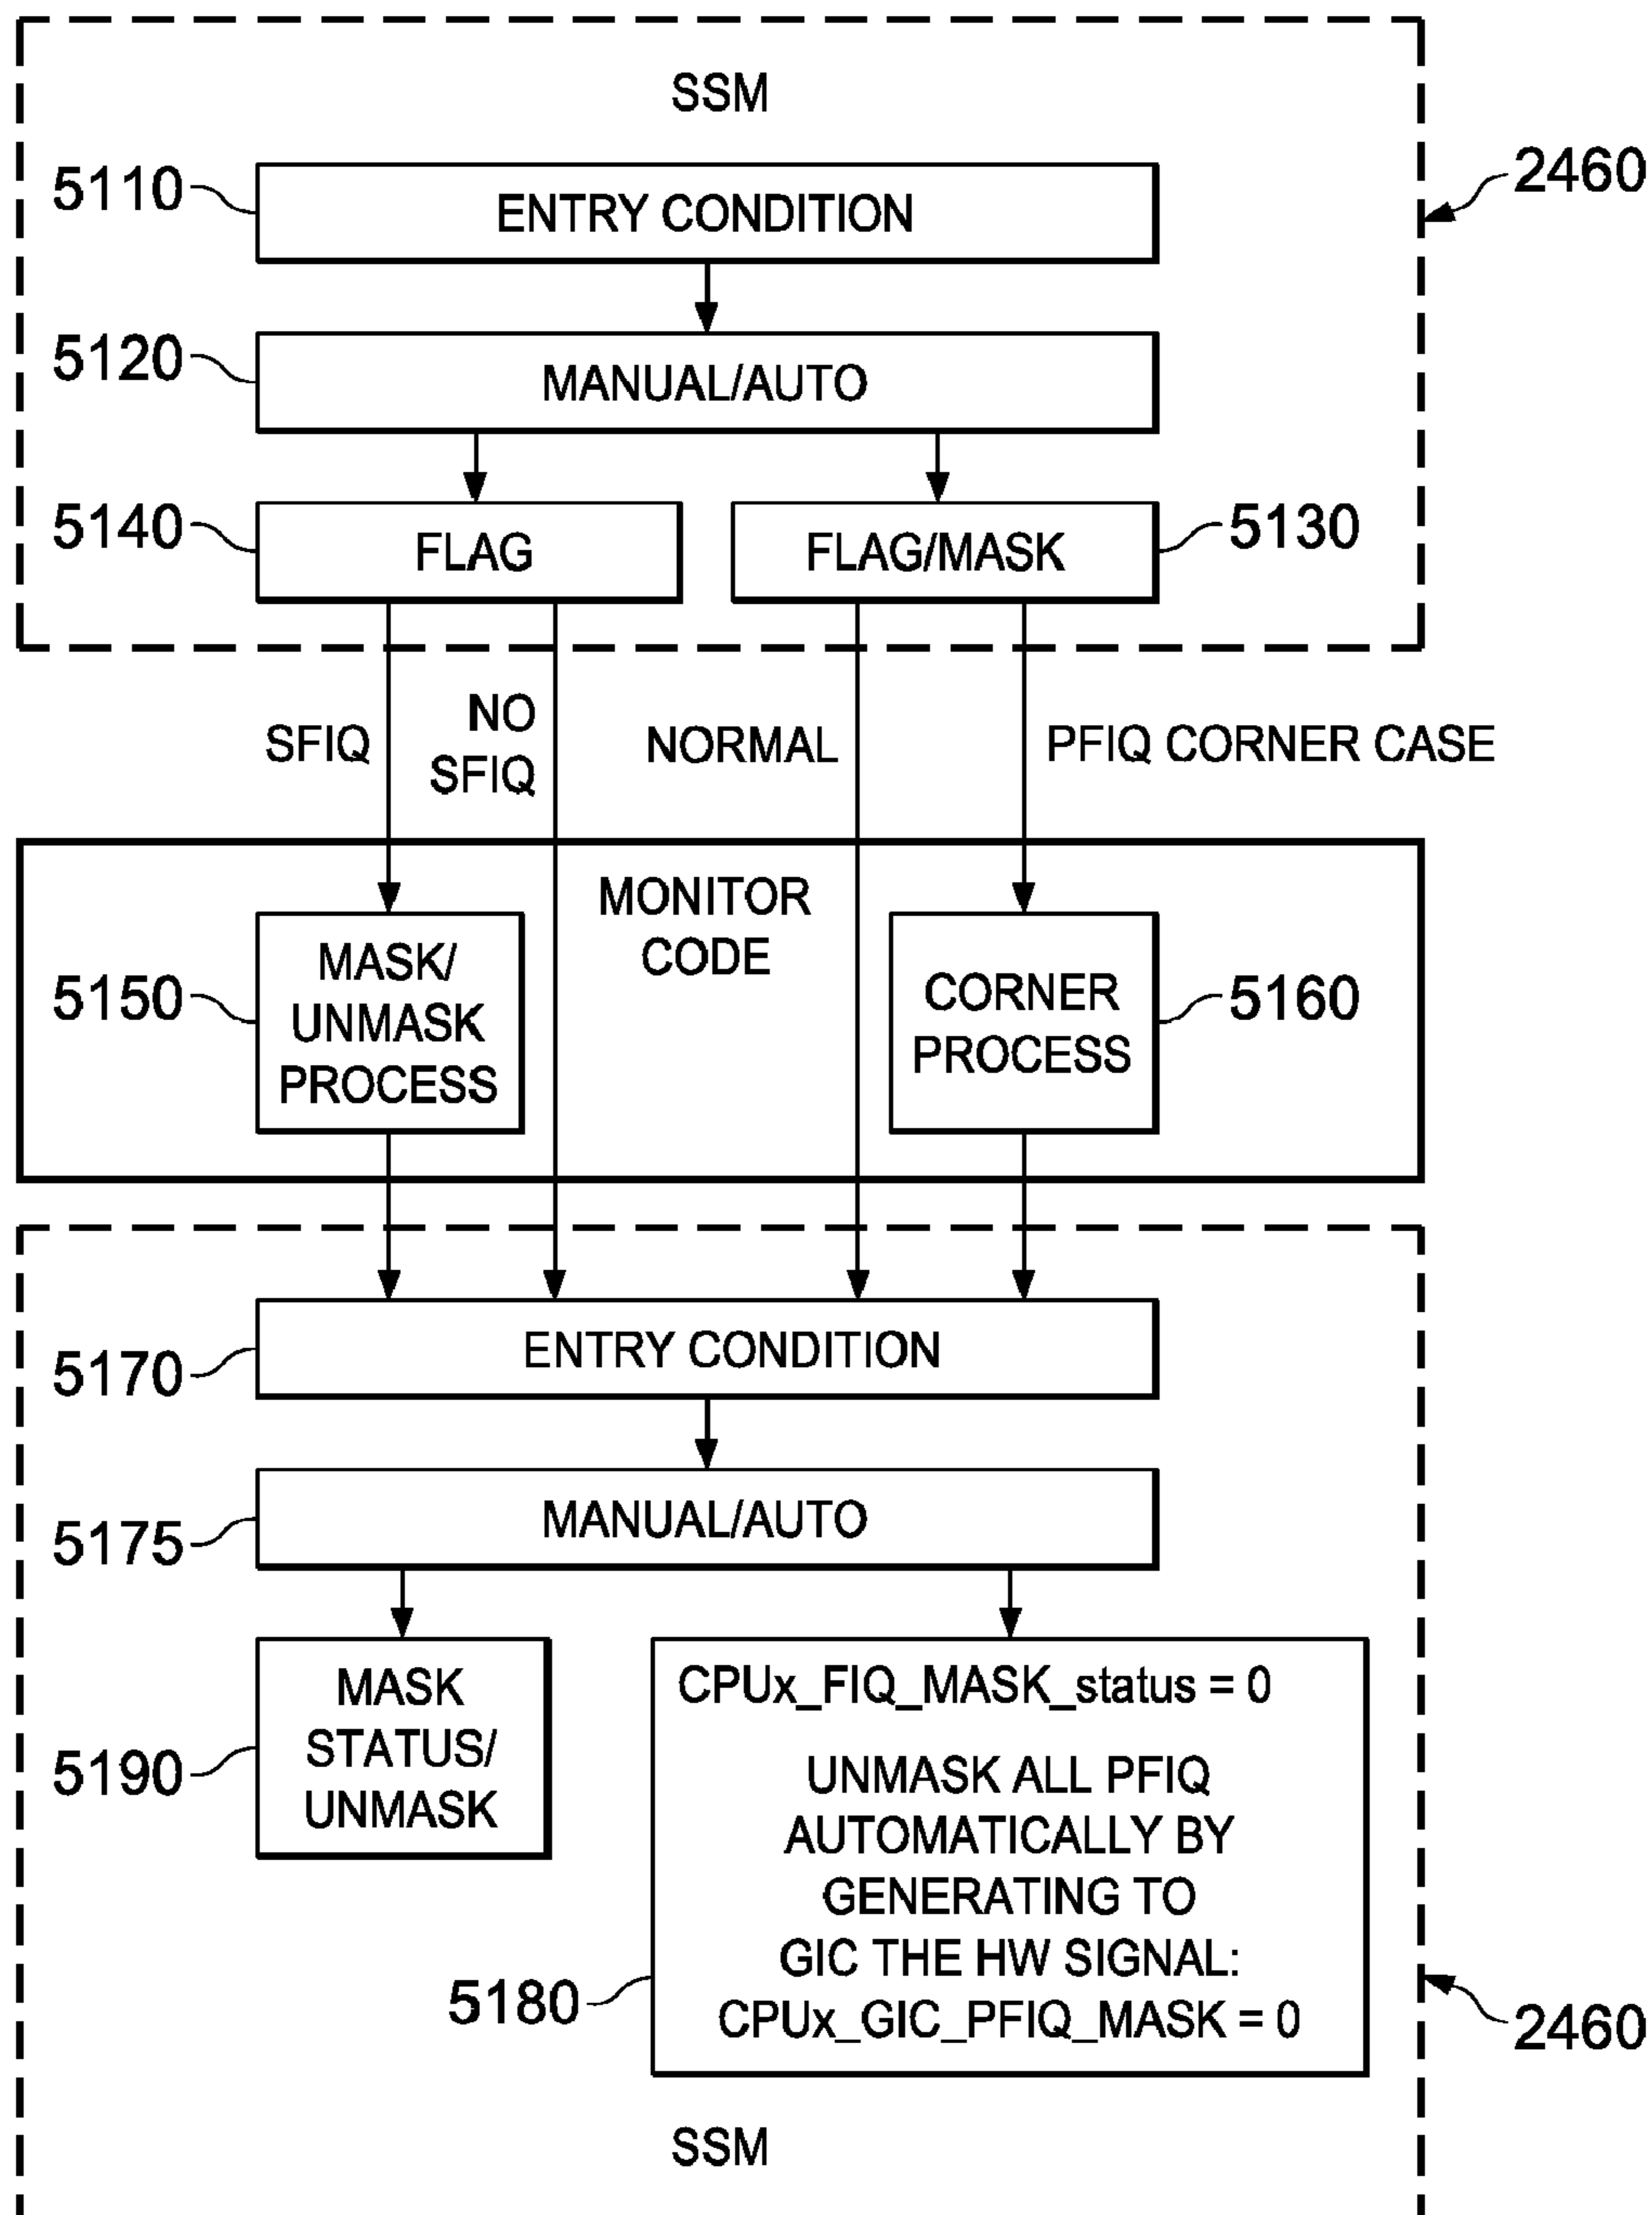 SSM
2460
5110
ENTRY CONDITION
5120
MANUAL/AUTO
5140
FLAG
FLAG/MASK
5130
SFIQ
NO
SFIQ
NORMAL
PFIQ CORNER CASE
MONITOR
CODE
5150
MASK/
UNMASK
PROCESS
CORNER
PROCESS
5160
5170
ENTRY CONDITION
5175
MANUAL/AUTO
5190
MASK
STATUS/
UNMASK
CPUx_FIQ_MASK_status = 0
UNMASK ALL PFIQ
AUTOMATICALLY BY
GENERATING TO
GIC THE HW SIGNAL:
CPUx_GIC_PFIQ_MASK = 0
5180
2460
SSM